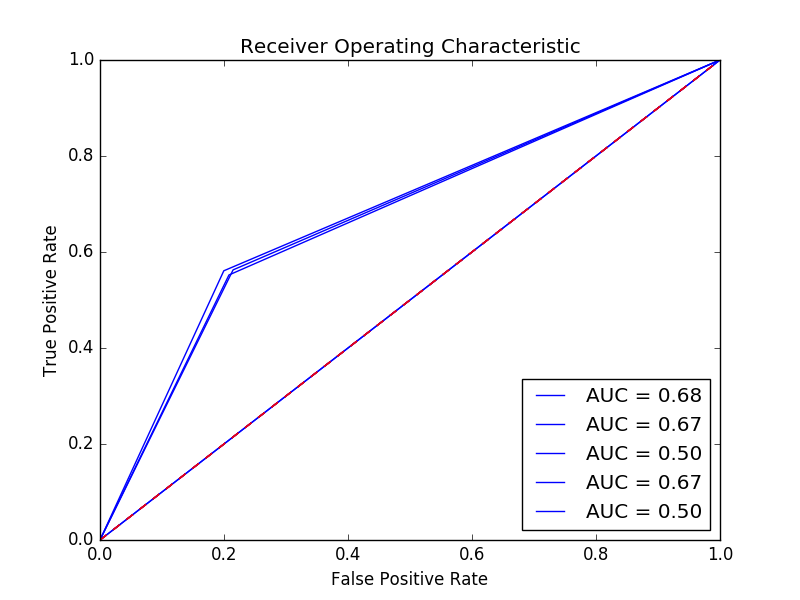 Receiver Operating Characteristic
1.0
0.8
0.6
0.4
0.2
0.0
True Positive Rate
AUC = 0.68
AUC = 0.67
AUC = 0.50
AUC = 0.67
AUC = 0.50
0.0 0.2 0.4 0.6 0.8 1.0
False Positive Rate